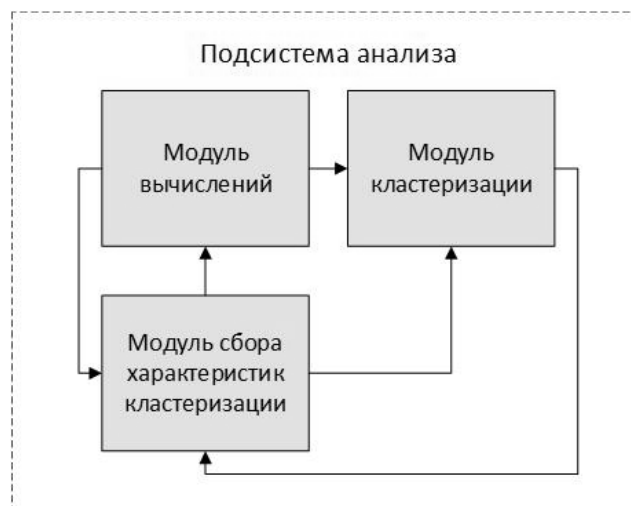 Подсистема анализа
Модуль
вычислений
Модуль
кластеризации
Модуль сбора
характеристик
кластеризации